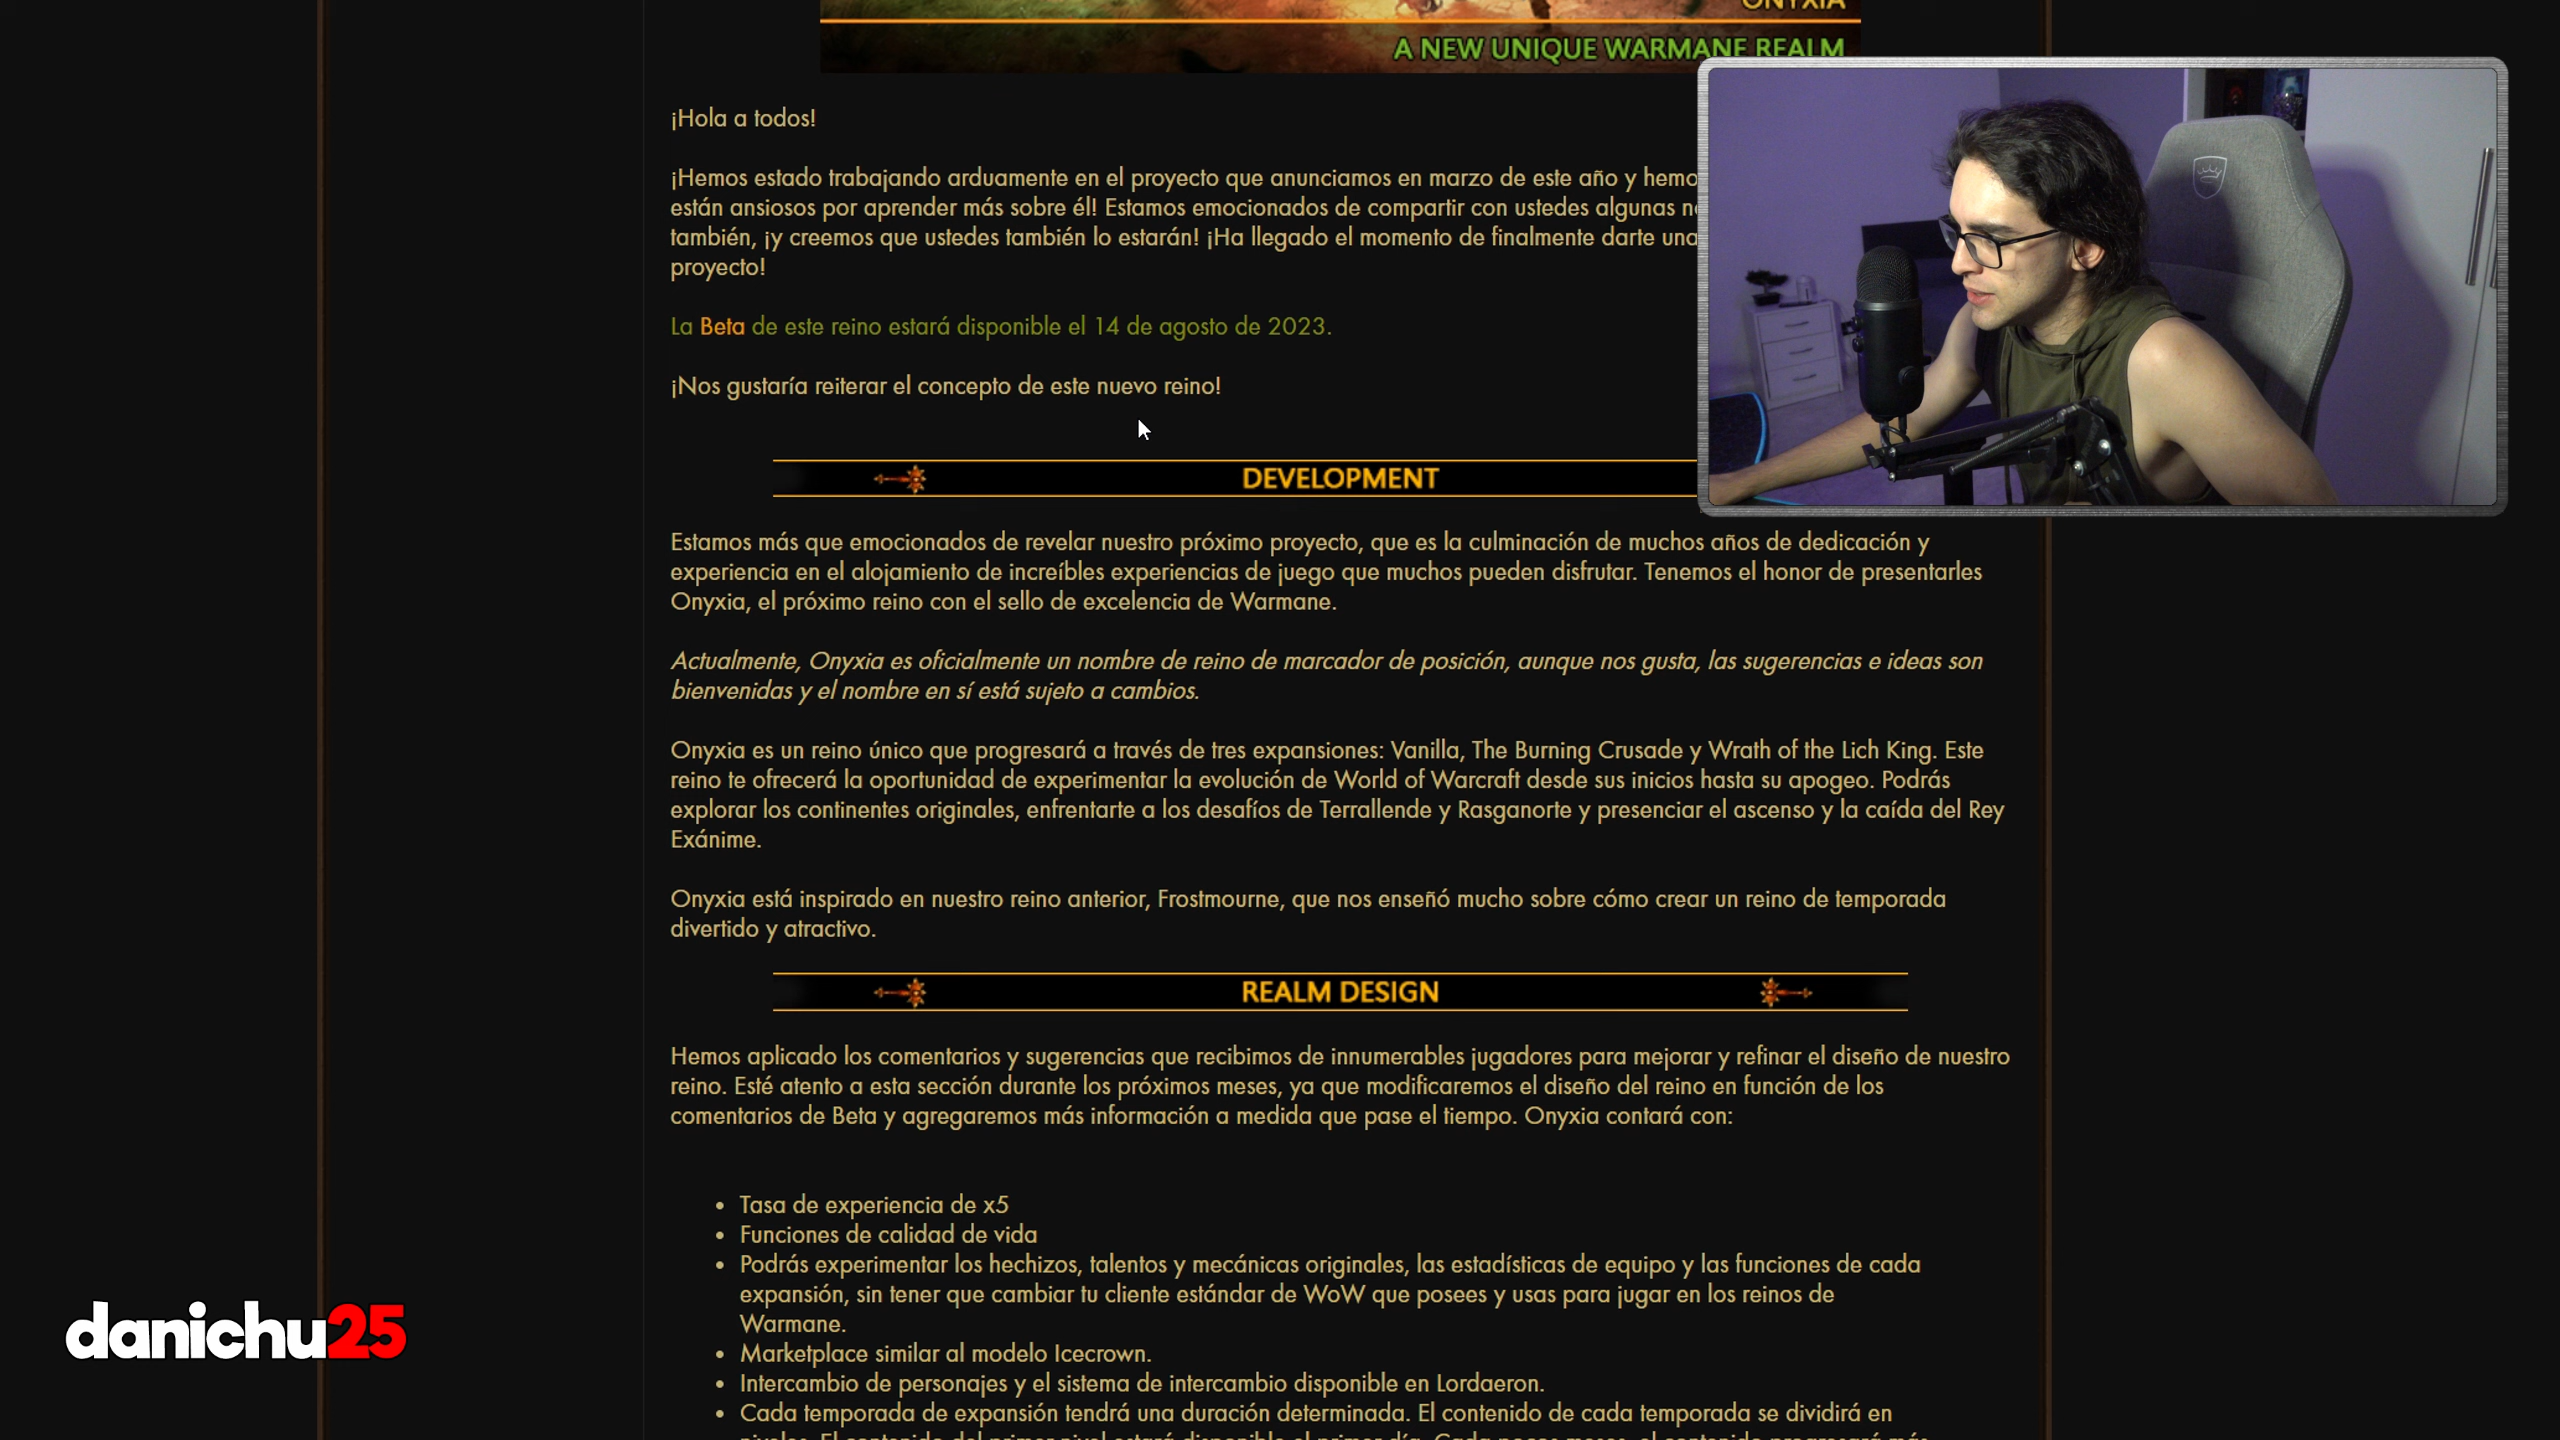 ONYXIA
A NEW UNIQUE WARMANE REALM
¡Hola a todos!
¡Hemos estado trabajando arduamente en el proyecto que anunciamos en marzo de este año y
están ansiosos por aprender más sobre él! Estamos emocionados de compartir con ustedes algunas
también, ¡y creemos que ustedes también lo estarán! ¡Ha llegado el momento de finalmente darte una
proyecto!
La Beta de este reino estará disponible el 14 de agosto de 2023.
¡Nos gustaría reiterar el concepto de este nuevo reino!
DEVELOPMENT
Estamos más que emocionados de revelar nuestro próximo proyecto, que es la culminación de muchos años de dedicación y
experiencia en el alojamiento de increíbles experiencias de juego que muchos pueden disfrutar. Tenemos el honor de presentarles
Onyxia, el próximo reino con el sello de excelencia de Warmane.
Actualmente, Onyxia es oficialmente un nombre de reino de marcador de posición, aunque nos gusta, las sugerencias e ideas son
bienvenidas y el nombre en sí está sujeto a cambios.
Onyxia es un reino único que progresará a través de tres expansiones: Vanilla, The Burning Crusade y Wrath of the Lich King. Este
reino te ofrecerá la oportunidad de experimentar la evolución de World of Warcraft desde sus inicios hasta su apogeo. Podrás
explorar los continentes originales, enfrentarte a los desafíos de Terrallende y Rasganorte y presenciar el ascenso y la caída del Rey
Exánime.
Onyxia está inspirado en nuestro reino anterior, Frostmourne, que nos enseñó mucho sobre cómo crear un reino de temporada
divertido y atractivo.
REALM DESIGN
Hemos aplicado los comentarios y sugerencias que recibimos de innumerables jugadores para mejorar y refinar el diseño de nuestro
reino. Esté atento a esta sección durante los próximos meses, ya que modificaremos el diseño del reino en función de los
comentarios de Beta y agregaremos más información a medida que pase el tiempo. Onyxia contará con:
• Tasa de experiencia de x5
• Funciones de calidad de vida
• Podrás experimentar los hechizos, talentos y mecánicas originales, las estadísticas de equipo y las funciones de cada
expansión, sin tener que cambiar tu cliente estándar de WoW que posees y usas para jugar en los reinos de
Warmane.
• Marketplace similar al modelo Icecrown.
• Intercambio de personajes y el sistema de intercambio disponible en Lordaeron.
• Cada temporada de expansión tendrá una duración determinada. El contenido de cada temporada se dividirá en
danichu25